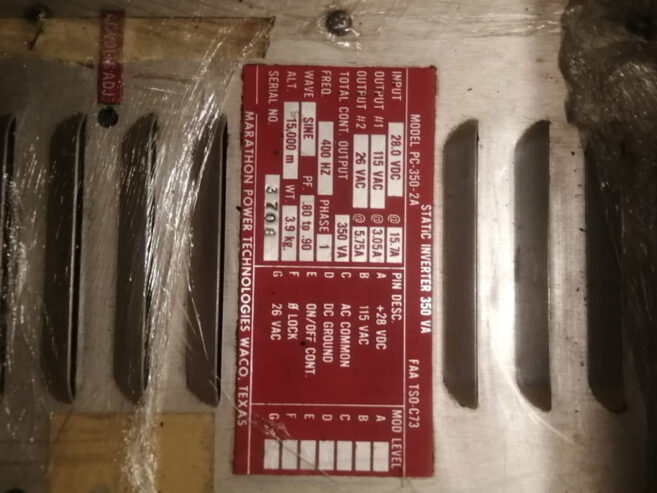 STATIC INVERTER 350 VA
MODEL PC-350-2A FAA TSO-C73
INPUT 28.0 VDC @ 15.7A
OUTPUT #1 115 VAC @ 3.05A
OUTPUT #2 26 VAC @ 5.75A
TOTAL CONT. OUTPUT 350 VA
FREQ. 400 HZ PHASE 1
WAVE SINE PF. .80 to .90
ALT. 15,000 m WT 3.9 kg.
SERIAL NO 3708
PIN DESC.
A +28 VDC
B 115 VAC
C AC COMMON
D DC GROUND
E ON/OFF CONT.
F Ø LOCK
G 26 VAC
MOD LEVEL
A
B
C
D
E
F
G
MARATHON POWER TECHNOLOGIES WACO, TEXAS
ADJ